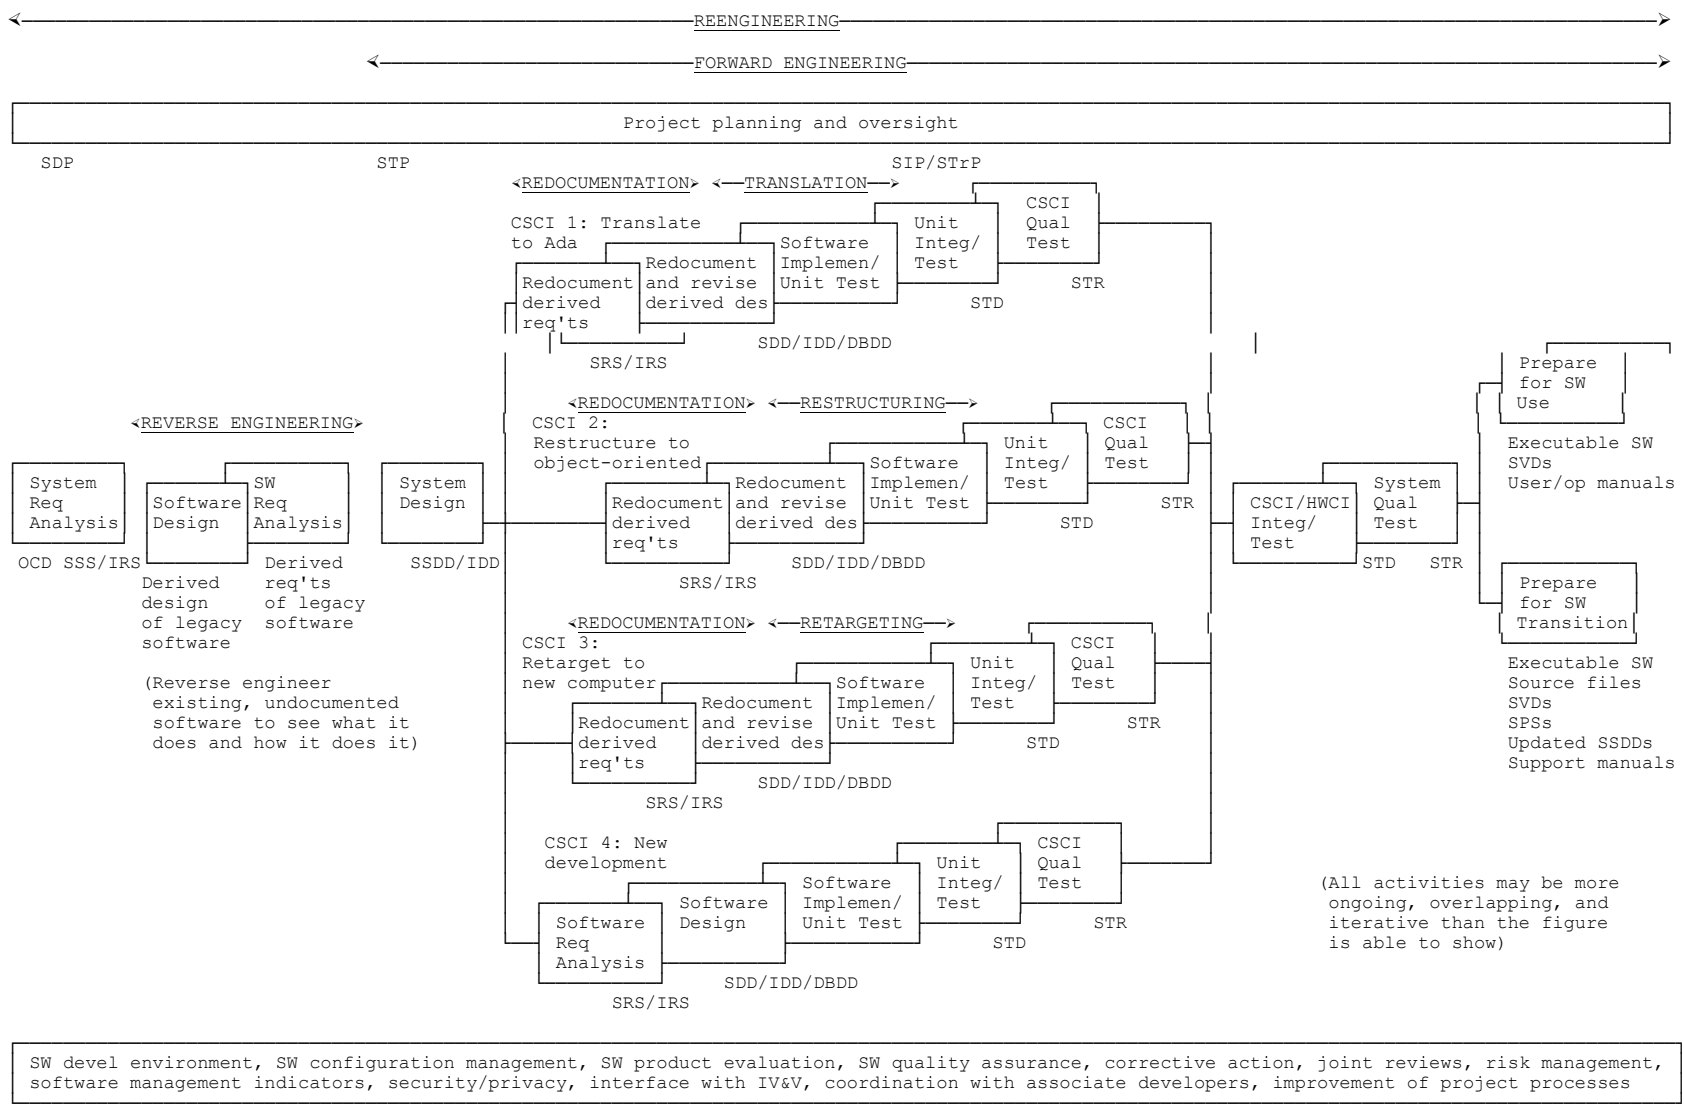 REENGINEERING
FORWARD ENGINEERING
Project planning and oversight
SDP
STP
SIP/STrP
REDOCUMENTATION
TRANSLATION
CSCI 1: Translate
to Ada
Redocument
derived
req'ts
Redocument
and revise
derived des
Software
Implemen/
Unit Test
Unit
Integ/
Test
CSCI
Qual
Test
SRS/IRS
SDD/IDD/DBDD
STD
STR
REVERSE ENGINEERING
System
Req
Analysis
OCD SSS/IRS
Software
Design
Derived
design
of legacy
software
SW
Req
Analysis
Derived
req'ts
of legacy
software
(Reverse engineer
existing, undocumented
software to see what it
does and how it does it)
System
Design
SSDD/IDD
REDOCUMENTATION
RESTRUCTURING
CSCI 2:
Restructure to
object-oriented
Redocument
derived
req'ts
Redocument
and revise
derived des
Software
Implemen/
Unit Test
Unit
Integ/
Test
CSCI
Qual
Test
SRS/IRS
SDD/IDD/DBDD
STD
STR
REDOCUMENTATION
RETARGETING
CSCI 3:
Retarget to
new computer
Redocument
derived
req'ts
Redocument
and revise
derived des
Software
Implemen/
Unit Test
Unit
Integ/
Test
CSCI
Qual
Test
SRS/IRS
SDD/IDD/DBDD
STD
STR
CSCI 4: New
development
Software
Req
Analysis
Software
Design
Software
Implemen/
Unit Test
Unit
Integ/
Test
CSCI
Qual
Test
SRS/IRS
SDD/IDD/DBDD
STD
STR
CSCI/HWCI
Integ/
Test
System
Qual
Test
STD
STR
Prepare
for SW
Use
Executable SW
SVDs
User/op manuals
Prepare
for SW
Transition
Executable SW
Source files
SVDs
SPSs
Updated SSDDs
Support manuals
(All activities may be more
ongoing, overlapping, and
iterative than the figure
is able to show)
SW devel environment, SW configuration management, SW product evaluation, SW quality assurance, corrective action, joint reviews, risk management,
software management indicators, security/privacy, interface with IV&V, coordination with associate developers, improvement of project processes